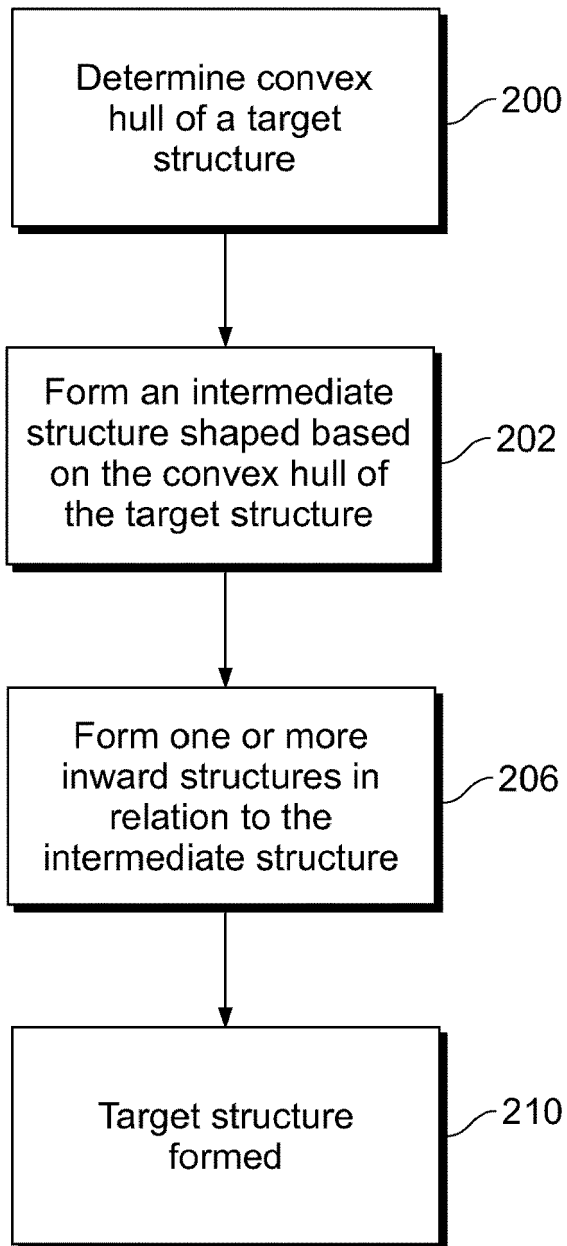 Determine convex
hull of a target
structure
200
Form an intermediate
structure shaped based
on the convex hull of
the target structure
202
Form one or more
inward structures in
relation to the
intermediate structure
206
Target structure
formed
210